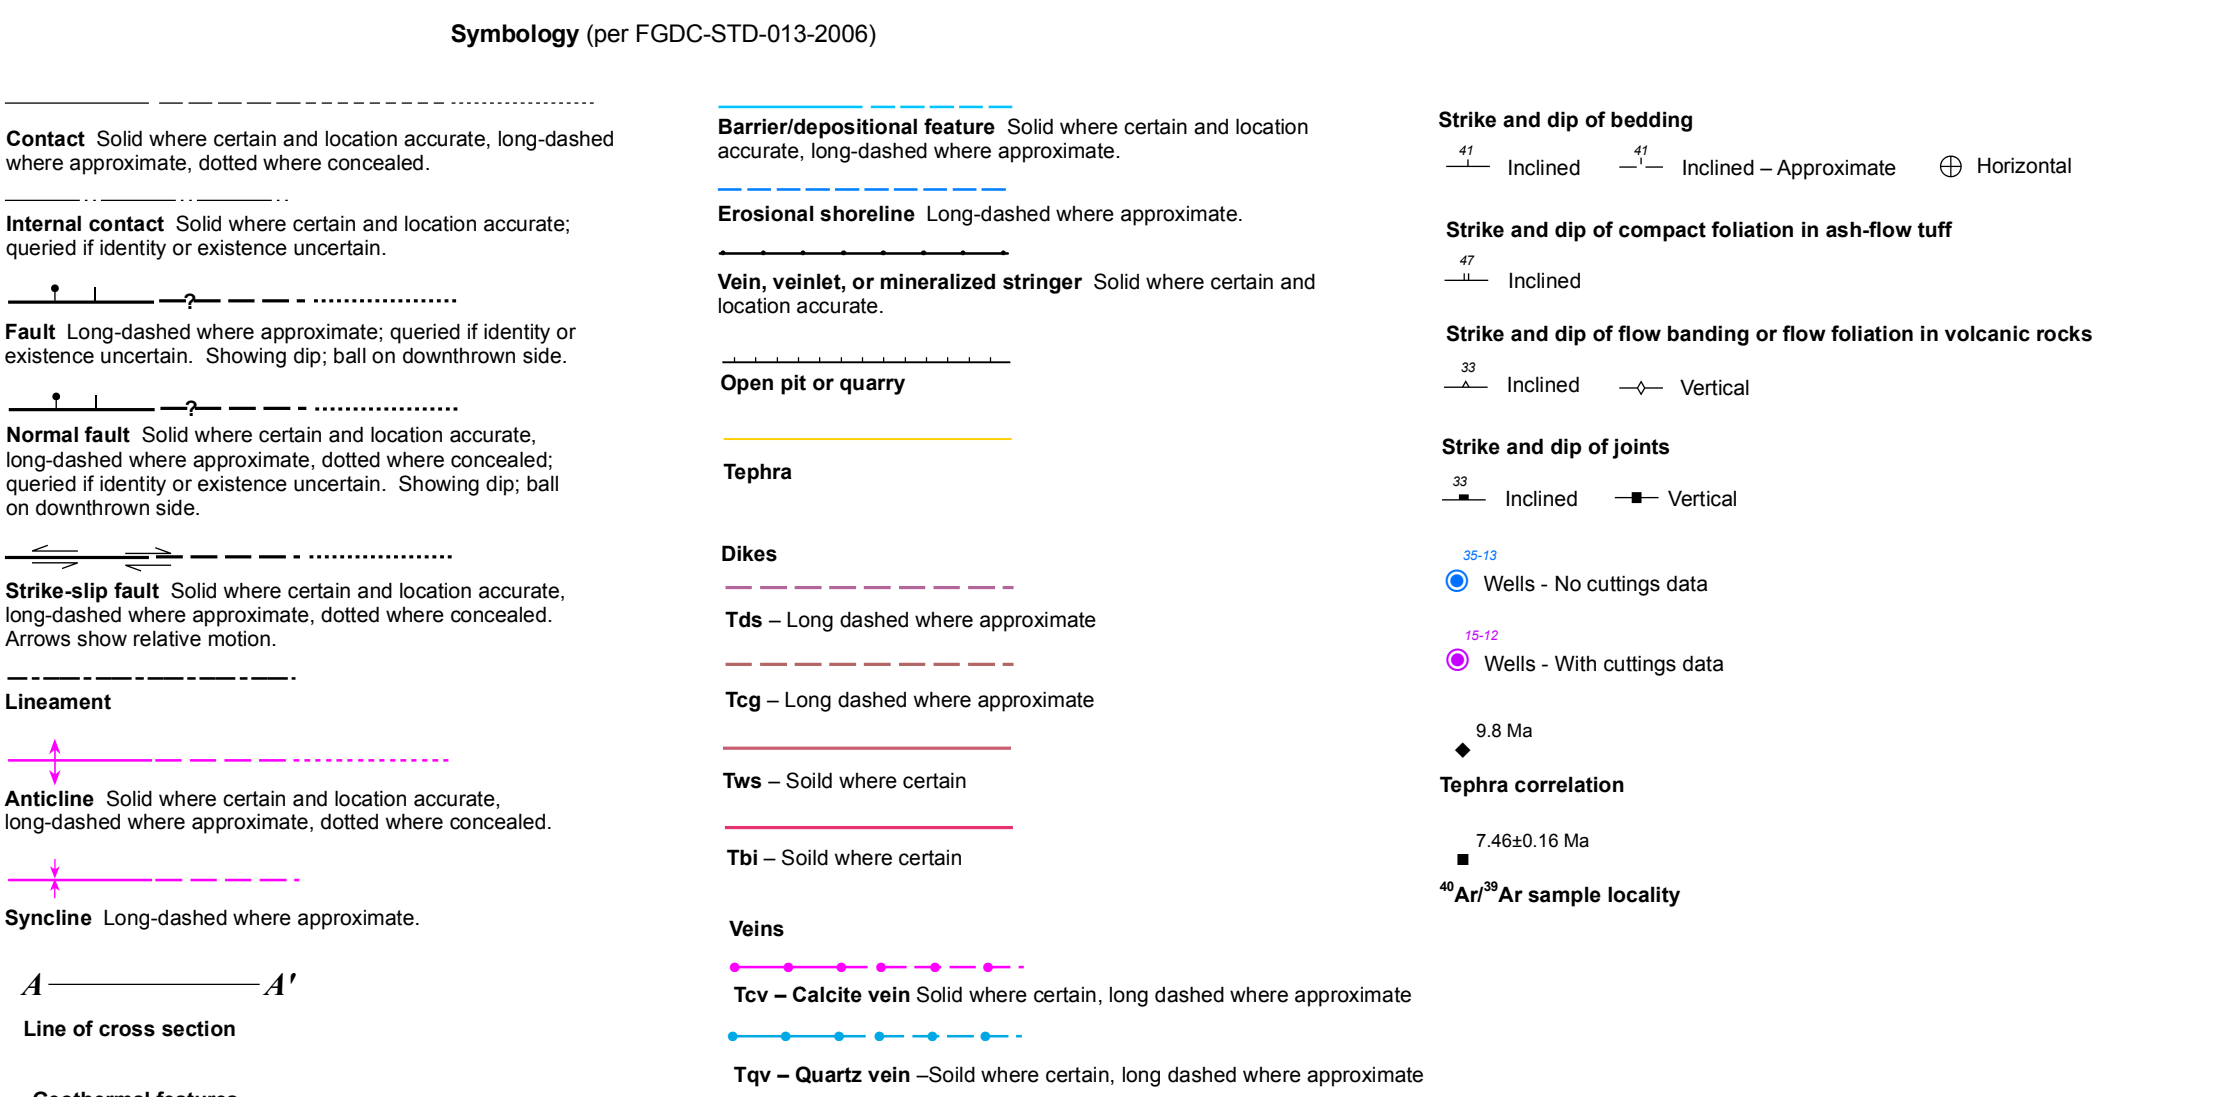 Symbology (per FGDC-STD-013-2006)
Contact  Solid where certain and location accurate, long-dashed
where approximate, dotted where concealed.
Internal contact  Solid where certain and location accurate;
queried if identity or existence uncertain.
?
Fault  Long-dashed where approximate; queried if identity or
existence uncertain.  Showing dip; ball on downthrown side.
?
Normal fault  Solid where certain and location accurate,
long-dashed where approximate, dotted where concealed;
queried if identity or existence uncertain.  Showing dip; ball
on downthrown side.
Strike-slip fault  Solid where certain and location accurate,
long-dashed where approximate, dotted where concealed.
Arrows show relative motion.
Lineament
Anticline  Solid where certain and location accurate,
long-dashed where approximate, dotted where concealed.
Syncline  Long-dashed where approximate.
A A'
Line of cross section
Geothermal features
Barrier/depositional feature  Solid where certain and location
accurate, long-dashed where approximate.
Erosional shoreline  Long-dashed where approximate.
Vein, veinlet, or mineralized stringer  Solid where certain and
location accurate.
Open pit or quarry
Tephra
Dikes
Tds – Long dashed where approximate
Tcg – Long dashed where approximate
Tws – Soild where certain
Tbi – Soild where certain
Veins
Tcv – Calcite vein Solid where certain, long dashed where approximate
Tqv – Quartz vein –Soild where certain, long dashed where approximate
Strike and dip of bedding
41 Inclined 41 Inclined – Approximate Horizontal
Strike and dip of compact foliation in ash-flow tuff
47 Inclined
Strike and dip of flow banding or flow foliation in volcanic rocks
33 Inclined Vertical
Strike and dip of joints
33 Inclined Vertical
35-13
Wells - No cuttings data
15-12
Wells - With cuttings data
9.8 Ma
Tephra correlation
7.46±0.16 Ma
⁴⁰Ar/³⁹Ar sample locality